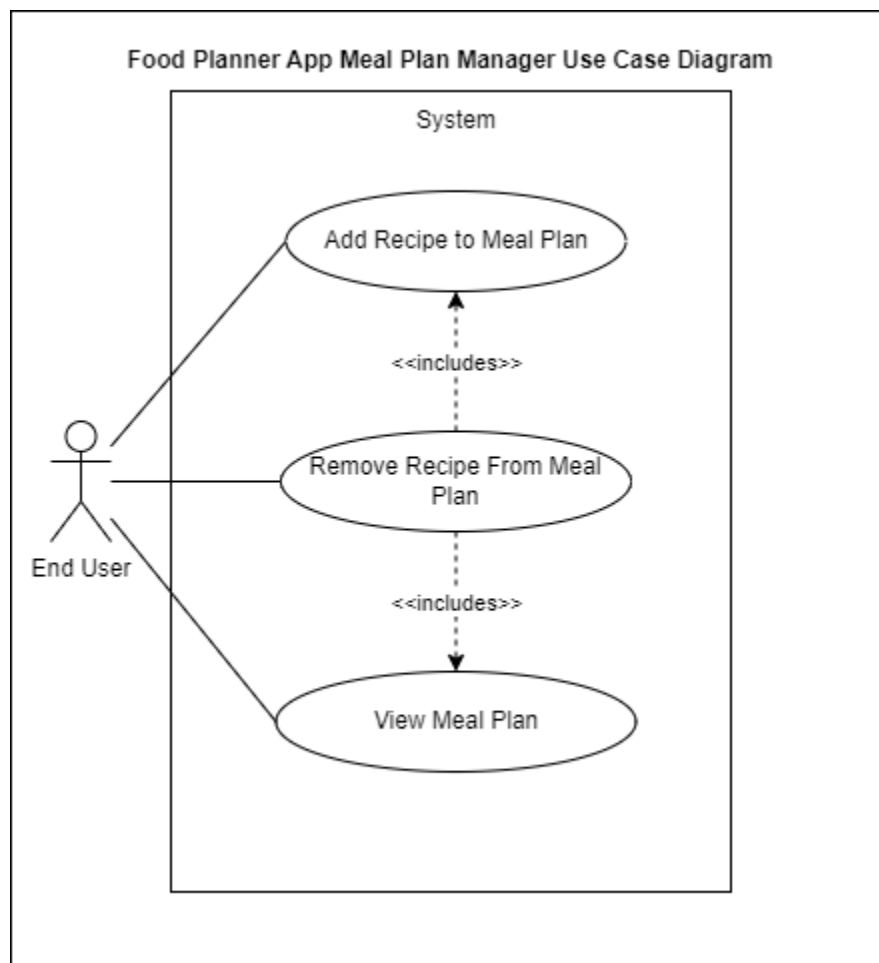 Food Planner App Meal Plan Manager Use Case Diagram
System
Add Recipe to Meal Plan
<<includes>>
Remove Recipe From Meal
Plan
End User
<<includes>>
View Meal Plan